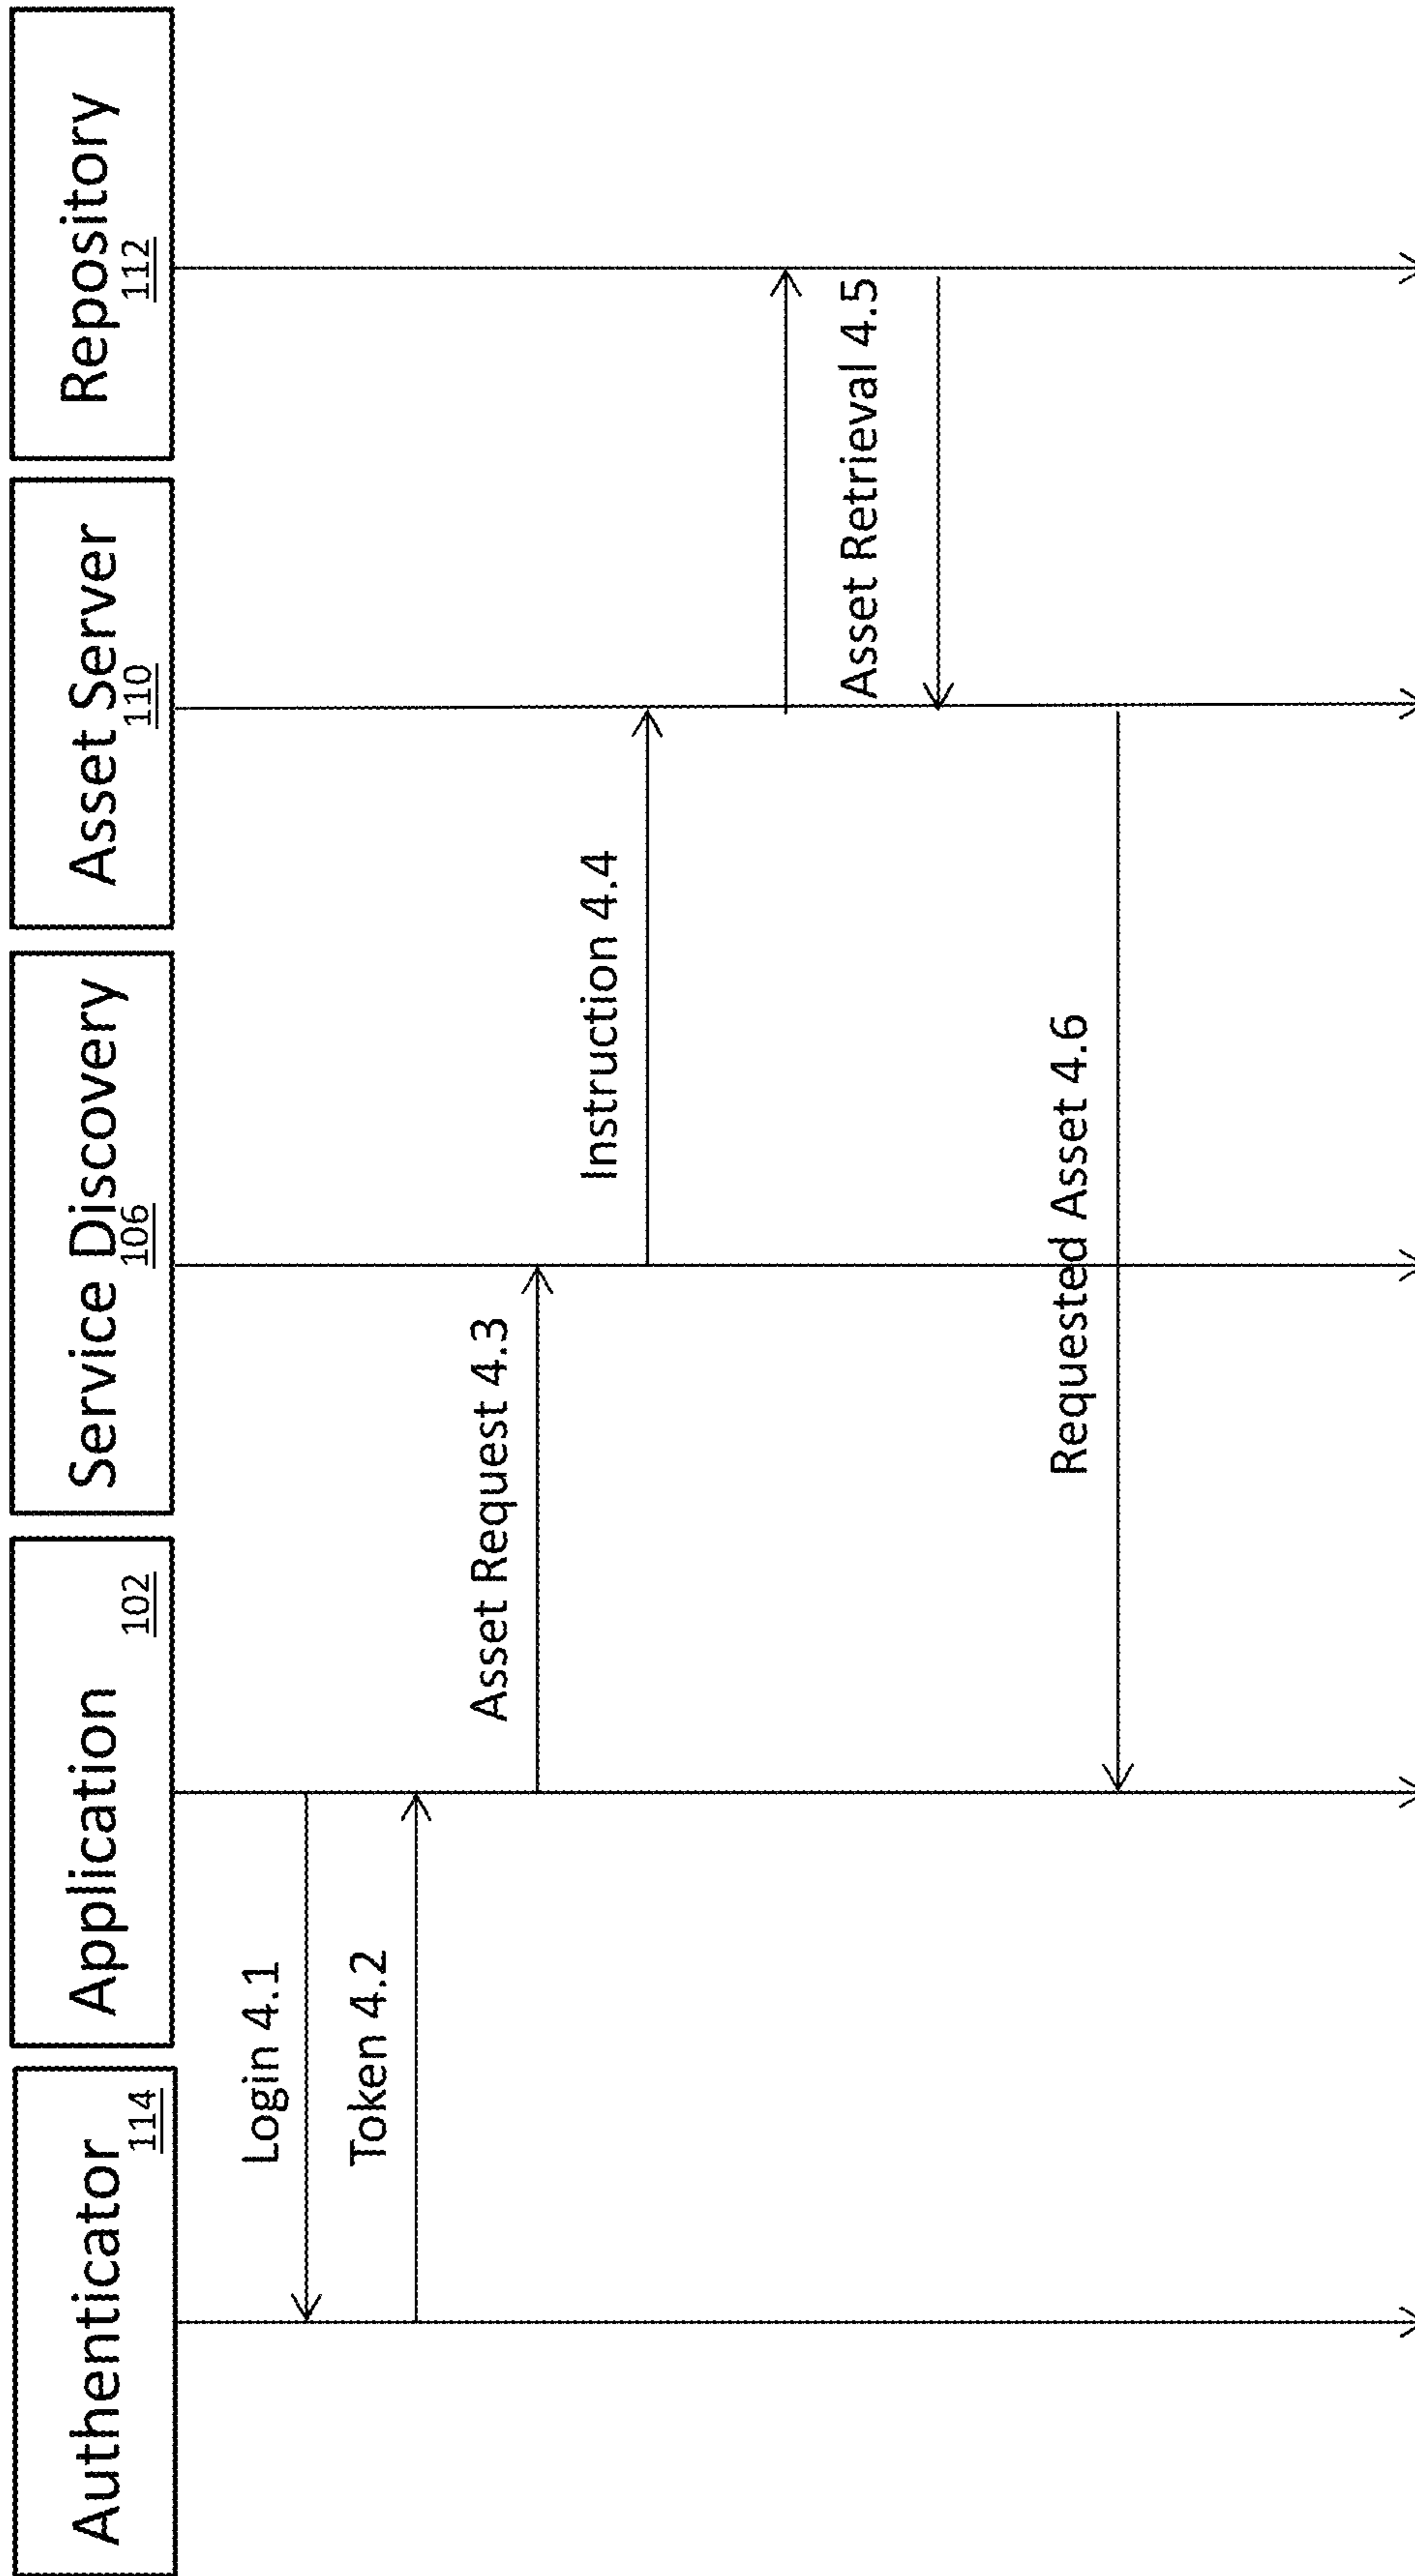 Authenticator
114
Application
102
Service Discovery
106
Asset Server
110
Repository
112
Login 4.1
Token 4.2
Asset Request 4.3
Instruction 4.4
Asset Retrieval 4.5
Requested Asset 4.6